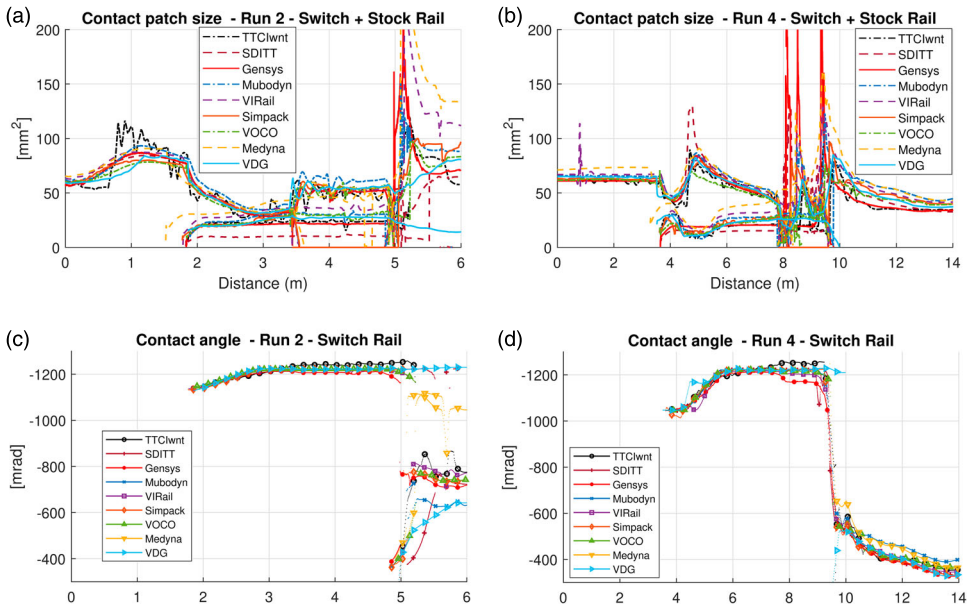 (a)
Contact patch size - Run 2 - Switch + Stock Rail
200
150
100
50
0
[mm²]
TTCIwnt
SDITT
Gensys
Mubodyn
VIRail
Simpack
VOCO
Medyna
VDG
0 1 2 3 4 5 6
Distance (m)
(b)
Contact patch size - Run 4 - Switch + Stock Rail
200
150
100
50
0
[mm²]
TTCIwnt
SDITT
Gensys
Mubodyn
VIRail
Simpack
VOCO
Medyna
VDG
0 2 4 6 8 10 12 14
Distance (m)
(c)
Contact angle - Run 2 - Switch Rail
-1200
-1000
-800
-600
-400
[mrad]
TTCIwnt
SDITT
Gensys
Mubodyn
VIRail
Simpack
VOCO
Medyna
VDG
0 1 2 3 4 5 6
(d)
Contact angle - Run 4 - Switch Rail
-1200
-1000
-800
-600
-400
[mrad]
TTCIwnt
SDITT
Gensys
Mubodyn
VIRail
Simpack
VOCO
Medyna
VDG
0 2 4 6 8 10 12 14